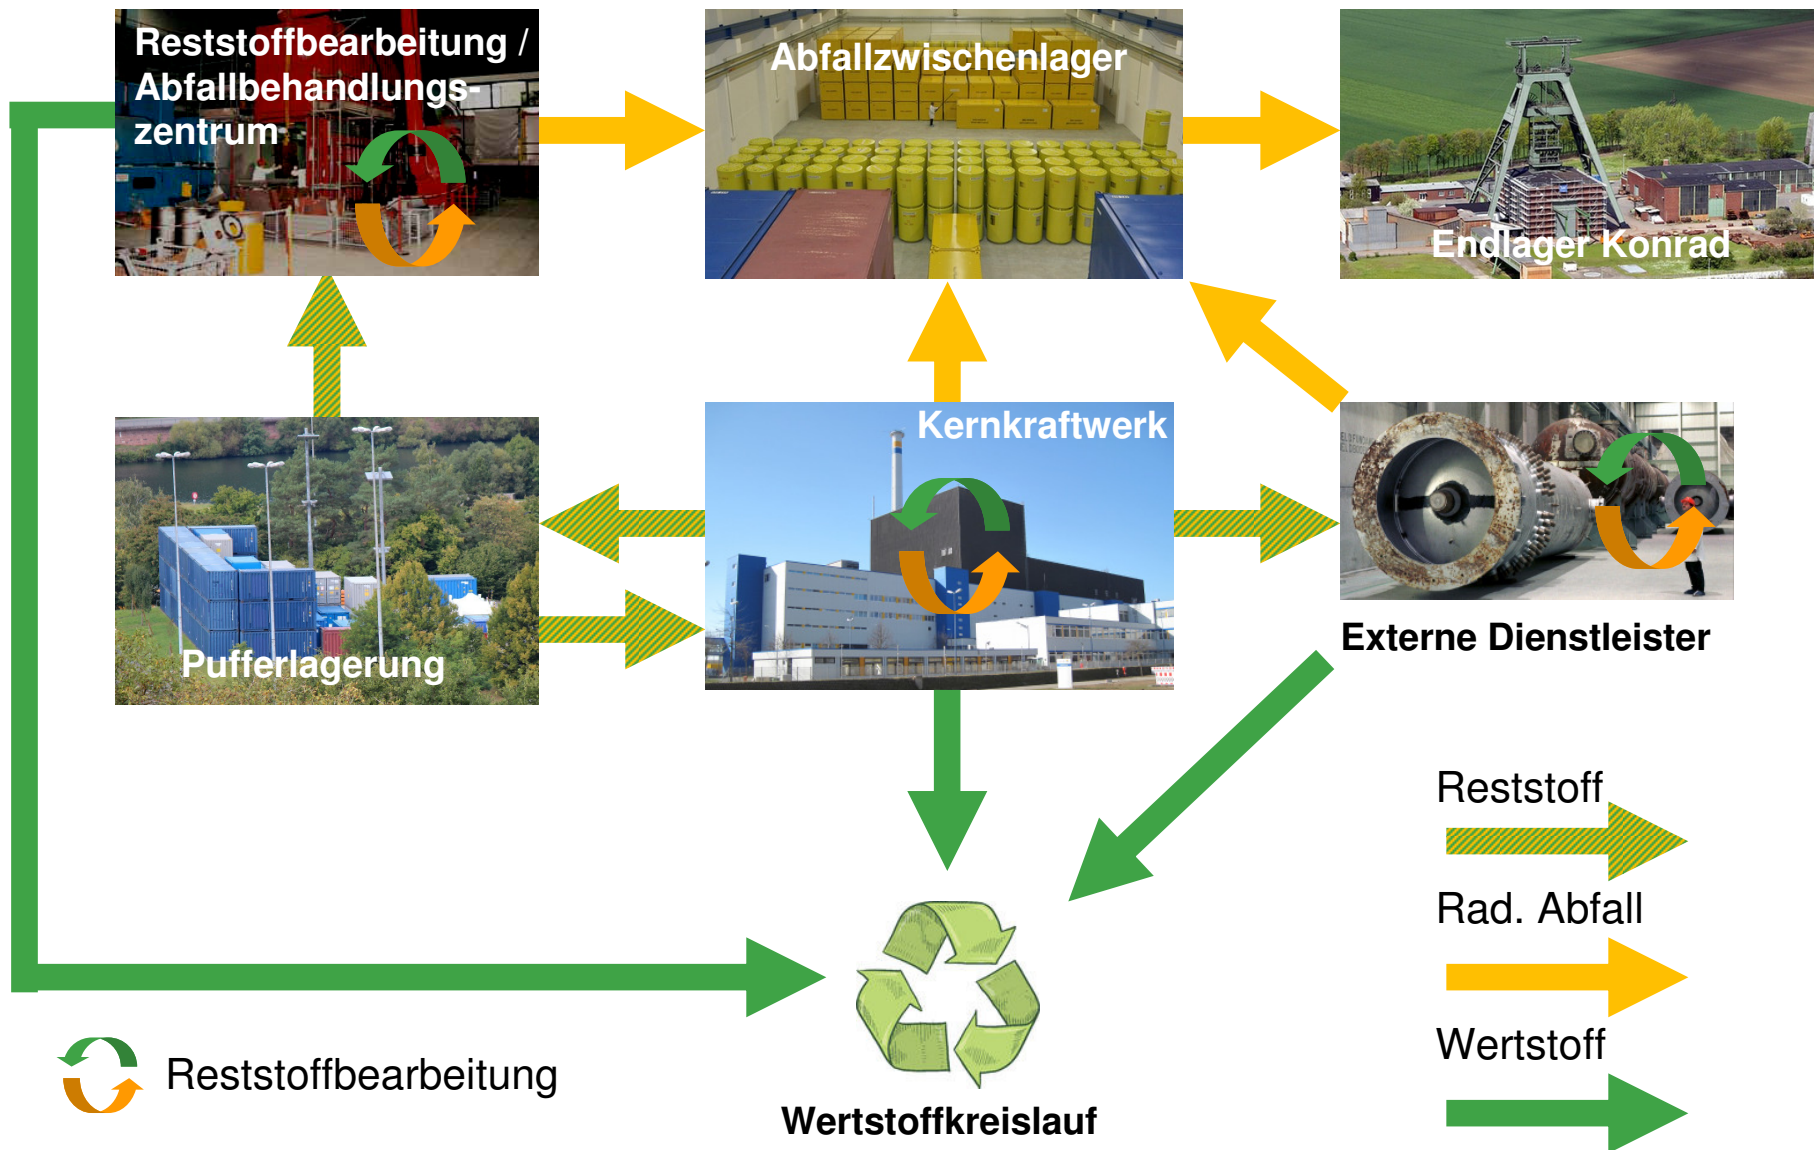 Reststoffbearbeitung /
Abfallbehandlungs-
zentrum
Abfallzwischenlager
Endlager Konrad
Kernkraftwerk
Pufferlagerung
Externe Dienstleister
Reststoff
Rad. Abfall
Wertstoff
Reststoffbearbeitung
Wertstoffkreislauf